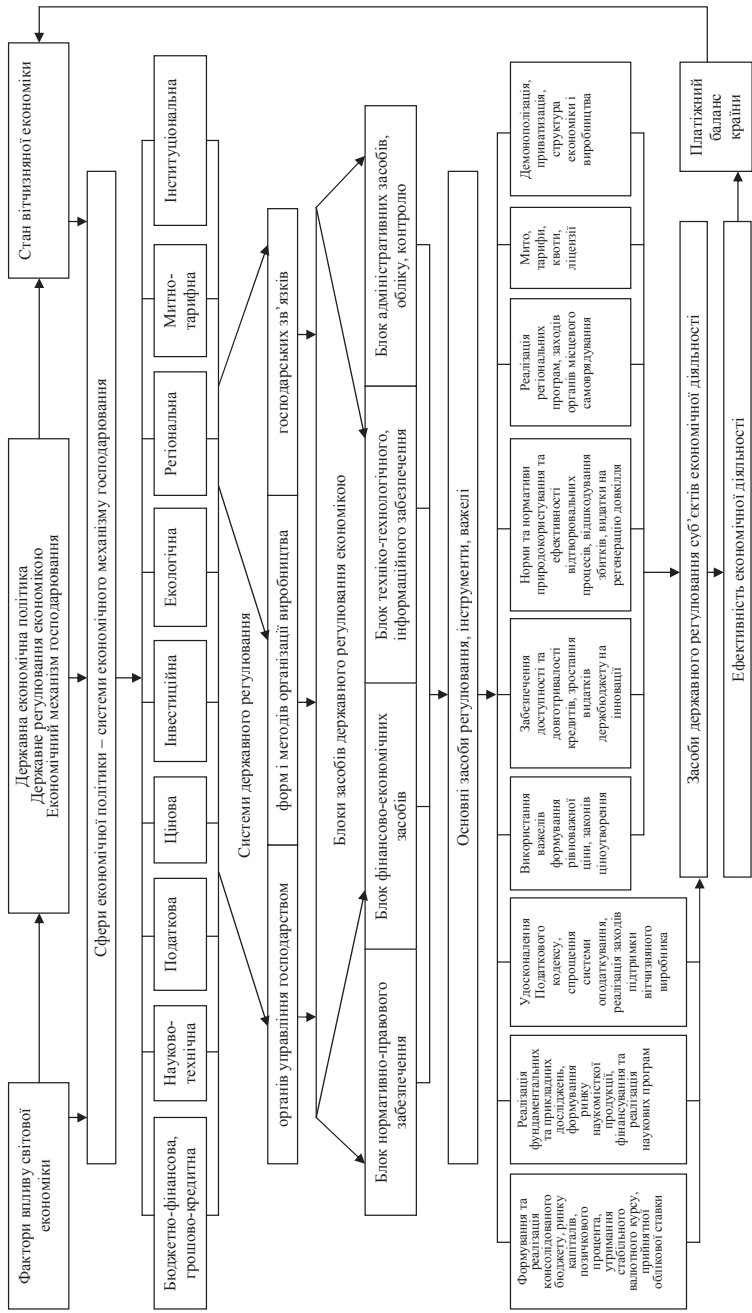 Фактори впливу світової
економіки
Державна економічна політика
Державне регулювання економікою
Економічний механізм господарювання
Стан вітчизняної економіки
Сфери економічної політики – системи економічного механізму господарювання
Бюджетно-фінансова,
грошово-кредитна
Науково-
технічна
Податкова
Цінова
Інвестиційна
Екологічна
Регіональна
Митно-
тарифна
Інституціональна
Системи державного регулювання
органів управління господарством
форм і методів організації виробництва
господарських зв’язків
Блоки засобів державного регулювання економікою
Блок нормативно-правового
забезпечення
Блок фінансово-економічних
засобів
Блок техніко-технологічного,
інформаційного забезпечення
Блок адміністративних засобів,
обліку, контролю
Основні засоби регулювання, інструменти, важелі
Формування та
реалізація
консолідованого
бюджету, ринку
капіталів,
позичкового
процента,
утримання
стабільного
валютного курсу,
прийнятної
облікової ставки
Реалізація
фундаментальних
та прикладних
досліджень,
формування
ринку
наукомісткої
продукції,
фінансування та
реалізація
наукових програм
Удосконалення
Податкового
кодексу,
спрощення
системи
оподаткування,
реалізація заходів
підтримки
вітчизняного
виробника
Використання
важелів
формування
рівноважної
ціни, законів
ціноутворення
Забезпечення
доступності та
довготривалості
кредитів, зростання
видатків
держбюджету на
інновації
Норми та нормативи
природокористування та
ефективності
відтворювальних
процесів, відшкодування
збитків, видатки на
регенерацію довкілля
Реалізація
регіональних
програм, заходів
органів місцевого
самоврядування
Мито,
тарифи,
квоти,
ліцензії
Демонополізація,
приватизація,
структура
економіки і
виробництва
Засоби державного регулювання суб’єктів економічної діяльності
Ефективність економічної діяльності
Платіжний
баланс
країни